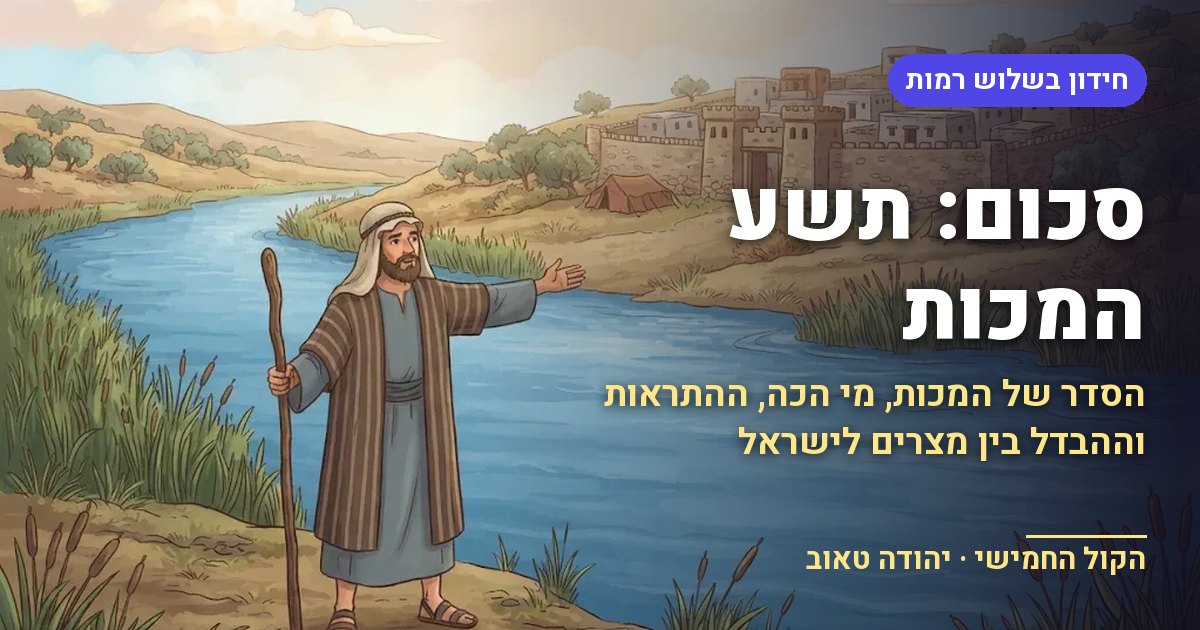 חידון בשלוש רמות
סכום: תשע
המכות
הסדר של המכות, מי הכה, ההתראות
וההבדל בין מצרים לישראל
הקול החמישי · יהודה טאוב